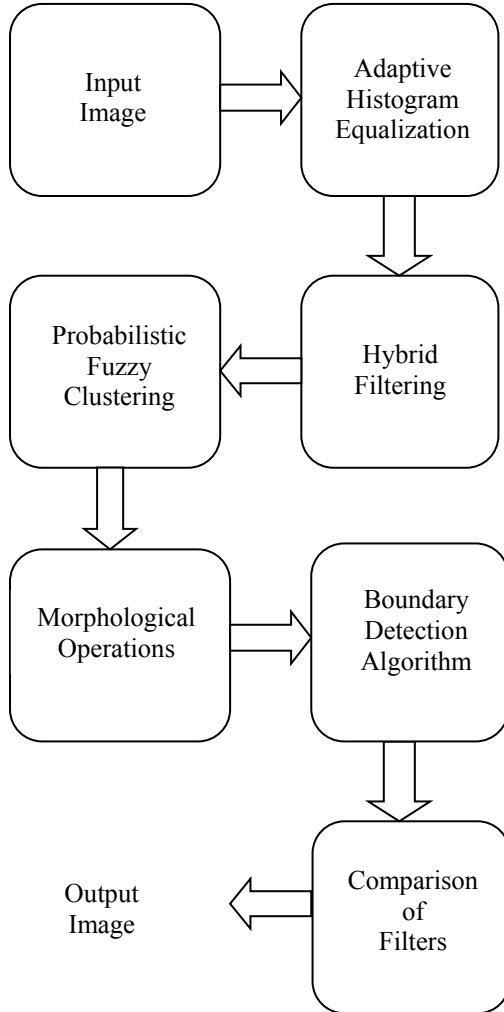 Input
Image
Adaptive
Histogram
Equalization
Probabilistic
Fuzzy
Clustering
Hybrid
Filtering
Morphological
Operations
Boundary
Detection
Algorithm
Output
Image
Comparison
of
Filters